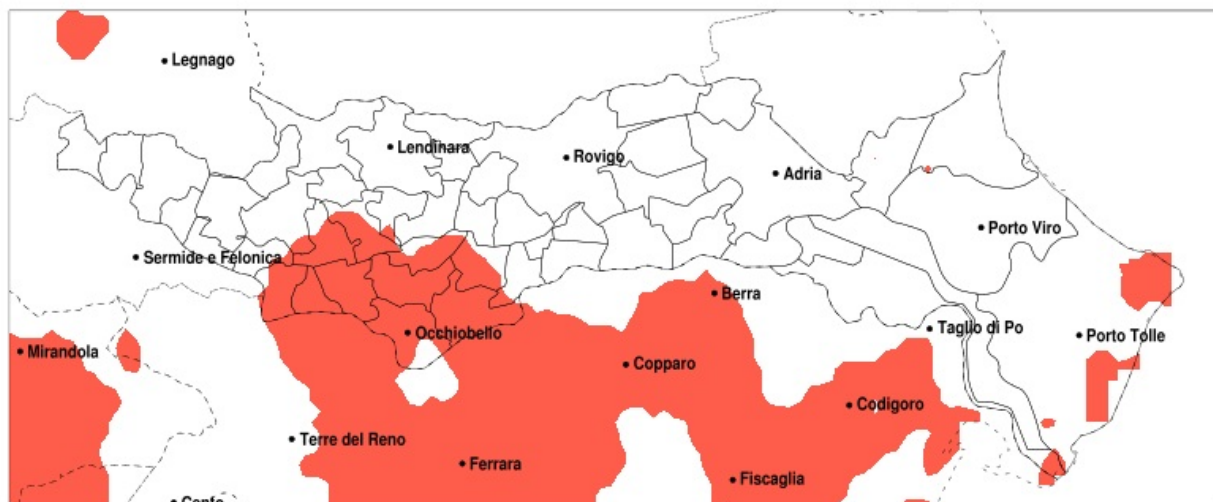 Legnago
Lendinara
Rovigo
Adria
Porto Viro
Sermide e Felonica
Berra
Taglio di Po
Occhiobello
Porto Tolle
Mirandola
Copparo
Codigoro
Terre del Reno
Ferrara
Fiscaglia